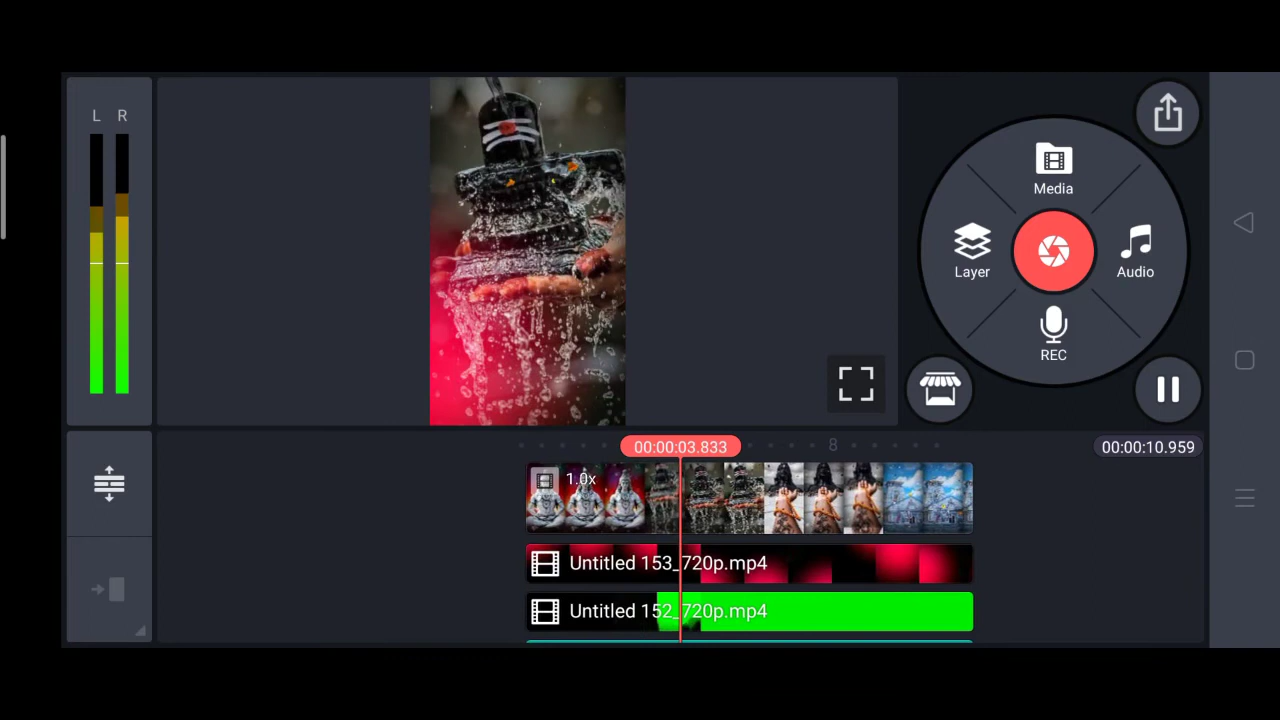 L R
Media
Layer
Audio
REC
00:00:03.833
8
00:00:10.959
1.0x
Untitled 153_720p.mp4
Untitled 152_720p.mp4